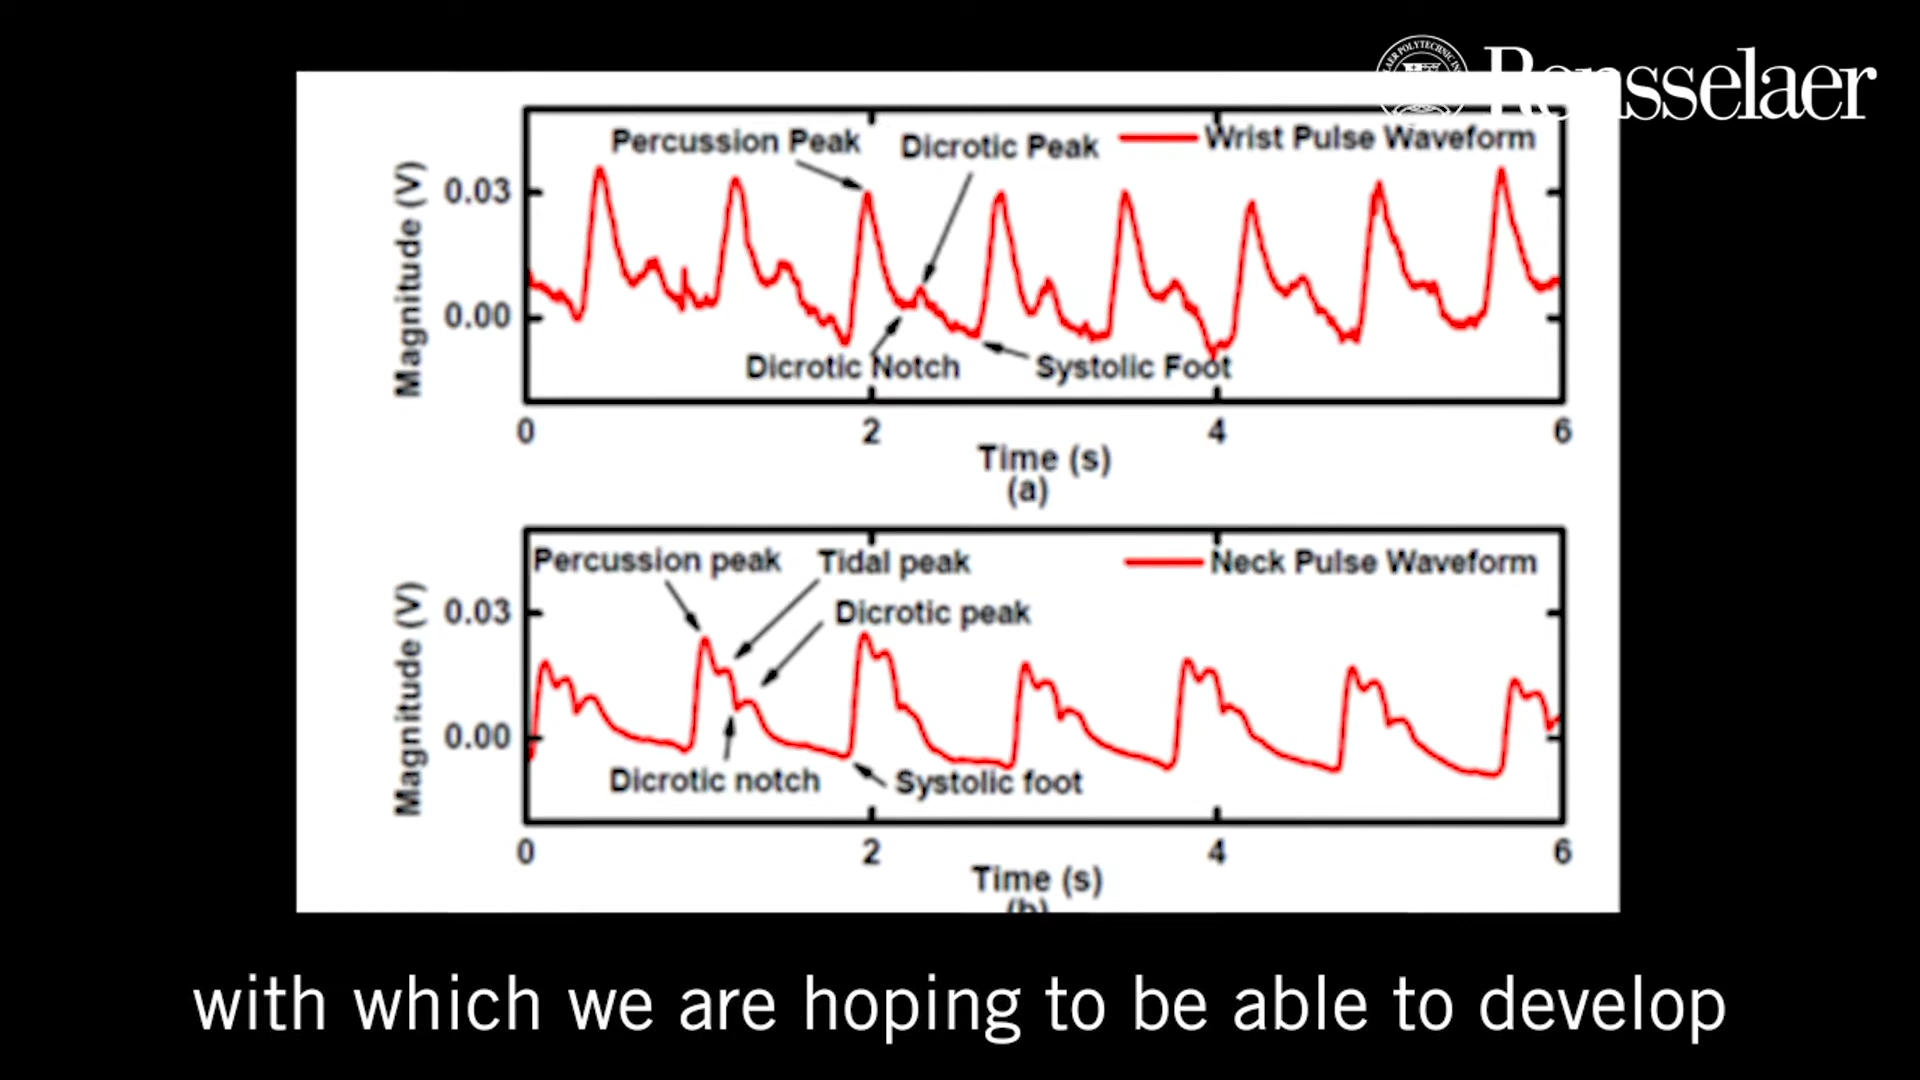 Rensselaer
Percussion Peak
Dicrotic Peak
Wrist Pulse Waveform
Magnitude (V)
0.03
0.00
Dicrotic Notch
Systolic Foot
0
2
4
6
Time (s)
(a)
Percussion peak
Tidal peak
Neck Pulse Waveform
Dicrotic peak
Magnitude (V)
0.03
0.00
Dicrotic notch
Systolic foot
0
2
4
6
Time (s)
(b)
with which we are hoping to be able to develop